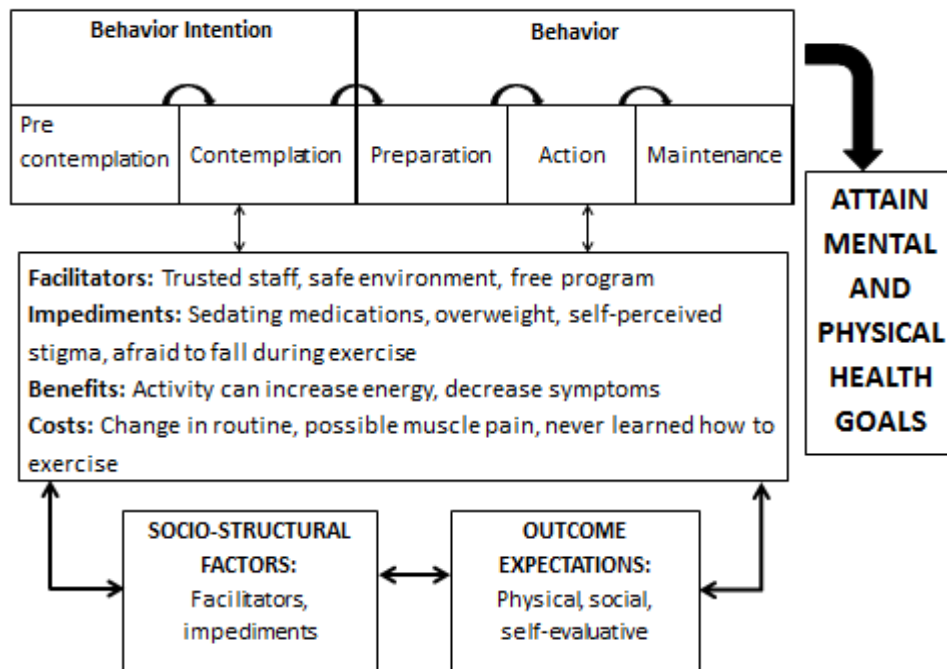 Behavior Intention
Behavior
Pre
contemplation
Contemplation
Preparation
Action
Maintenance
ATTAIN
MENTAL
AND
PHYSICAL
HEALTH
GOALS
Facilitators: Trusted staff, safe environment, free program
Impediments: Sedating medications, overweight, self-perceived
stigma, afraid to fall during exercise
Benefits: Activity can increase energy, decrease symptoms
Costs: Change in routine, possible muscle pain, never learned how to
exercise
SOCIO-STRUCTURAL
FACTORS:
Facilitators,
impediments
OUTCOME
EXPECTATIONS:
Physical, social,
self-evaluative